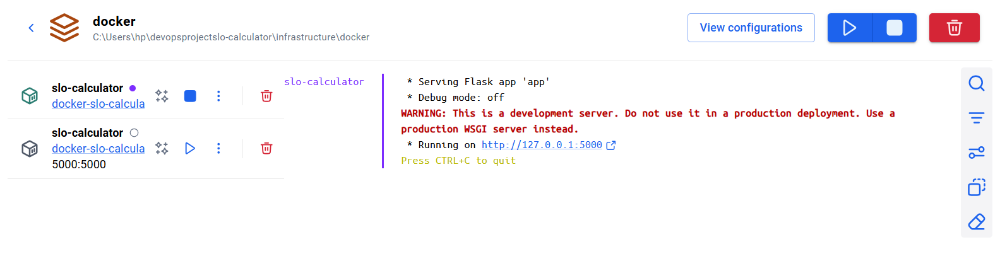 docker
C:\Users\hp\devopsprojectslo-calculator\infrastructure\docker
View configurations
slo-calculator
docker-slo-calcula
slo-calculator
docker-slo-calcula
5000:5000
slo-calculator
* Serving Flask app 'app'
* Debug mode: off
WARNING: This is a development server. Do not use it in a production deployment. Use a
production WSGI server instead.
* Running on http://127.0.0.1:5000
Press CTRL+C to quit